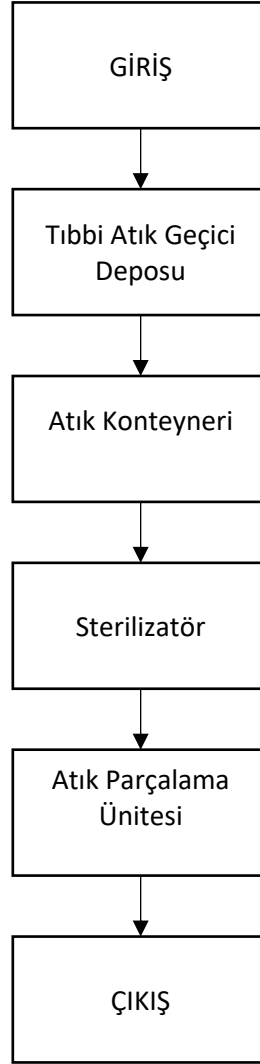 GİRİŞ
Tıbbi Atık Geçici
Deposu
Atık Konteyneri
Sterilizatör
Atık Parçalama
Ünitesi
ÇIKIŞ